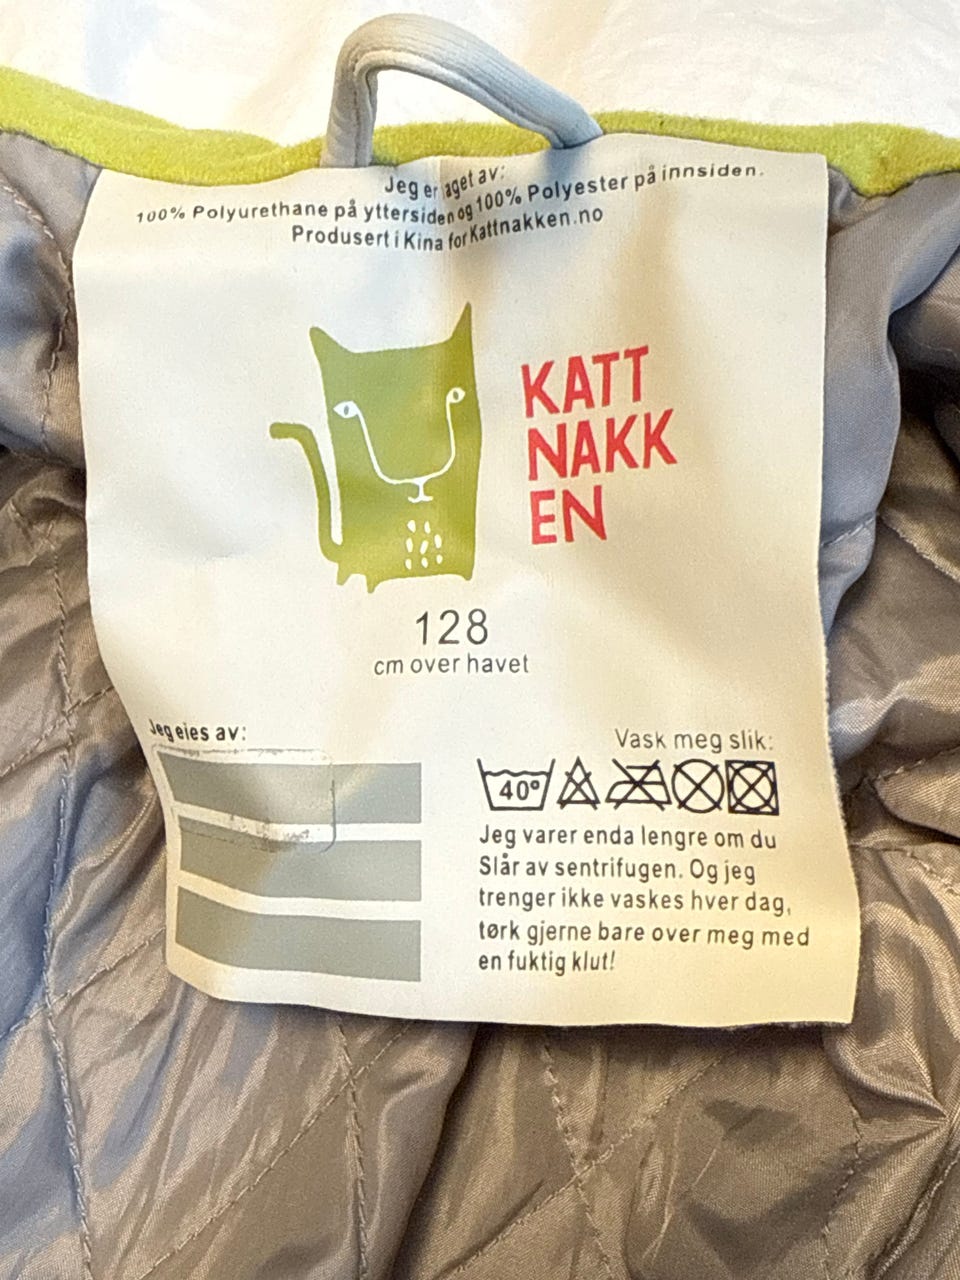 Jeg er laget av:
100% Polyurethane på yttersiden og 100% Polyester på innsiden.
Produsert i Kina for Kattnakken.no
KATT
NAKK
EN
128
cm over havet
Jeg eies av:
Vask meg slik:
40°
Jeg varer enda lengre om du
Slår av sentrifugen. Og jeg
trenger ikke vaskes hver dag,
tørk gjerne bare over meg med
en fuktig klut!